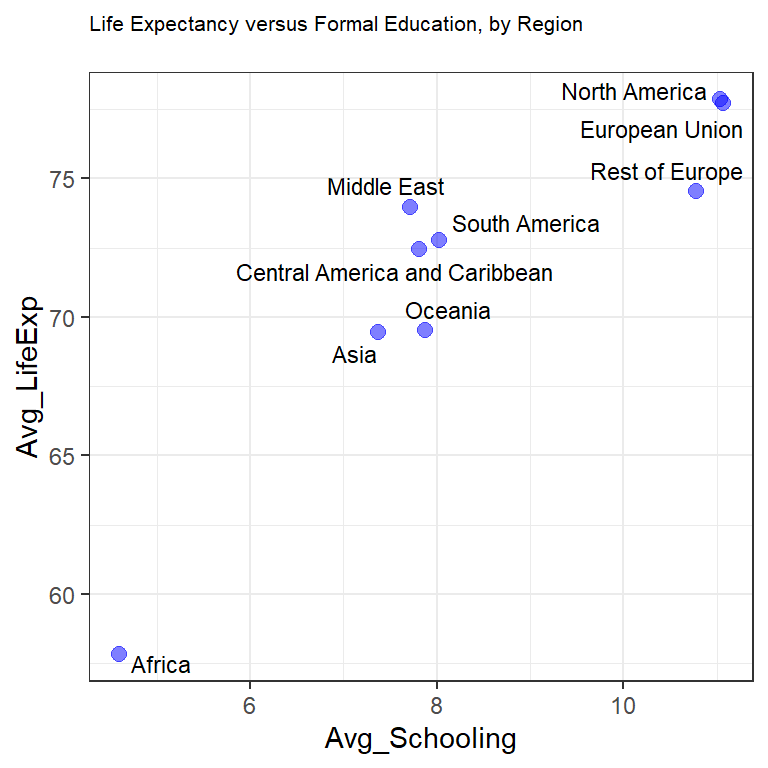 Life Expectancy versus Formal Education, by Region
North America
European Union
Rest of Europe
Middle East
South America
Central America and Caribbean
Oceania
Asia
Africa
75
70
65
60
Avg_LifeExp
6
8
10
Avg_Schooling